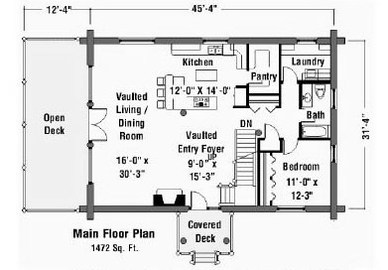 12'-4"
45'-4"
Kitchen
12'-0" X 14'-0"
Pantry
Laundry
Vaulted
Living /
Dining
Room
16'-0" x
30'-3"
Open
Deck
DN
Bath
Vaulted
Entry Foyer
9'-0" x
UP
15'-3"
Bedroom
11'-0" x
12-3"
31'-4"
Covered
Deck
Main Floor Plan
1472 Sq. Ft.